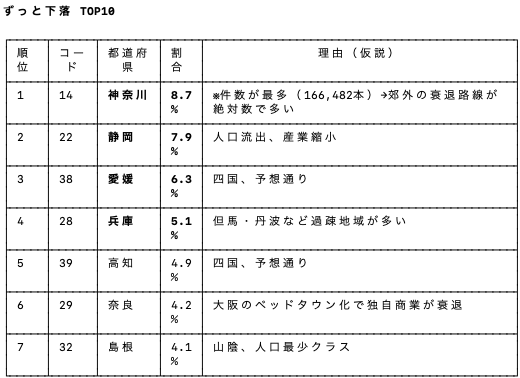 ずっと下落 TOP10
順位 コード 都道府県 割合 理由（仮説）
1 14 神奈川 8.7% ※件数が最多（166,482本）→郊外の衰退路線が
絶対数で多い
2 22 静岡 7.9% 人口流出、産業縮小
3 38 愛媛 6.3% 四国、予想通り
4 28 兵庫 5.1% 但馬・丹波など過疎地域が多い
5 39 高知 4.9% 四国、予想通り
6 29 奈良 4.2% 大阪のベッドタウン化で独自商業が衰退
7 32 島根 4.1% 山陰、人口最少クラス